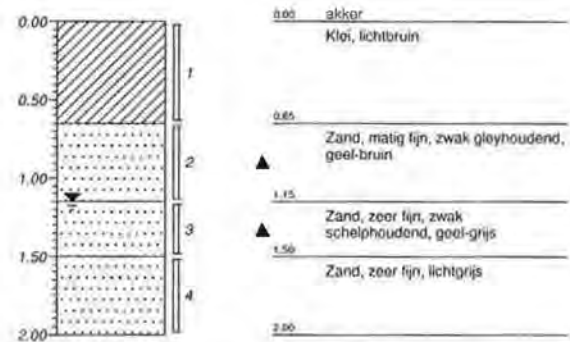 0.00
0.50
1.00
1.50
2.00
1
2
3
4
0.00 akker
Klei, lichtbruin
0.65
Zand, matig fijn, zwak gleyhoudend,
geel-bruin
1.15
Zand, zeer fijn, zwak
schelphoudend, geel-grijs
1.50
Zand, zeer fijn, lichtgrijs
2.00